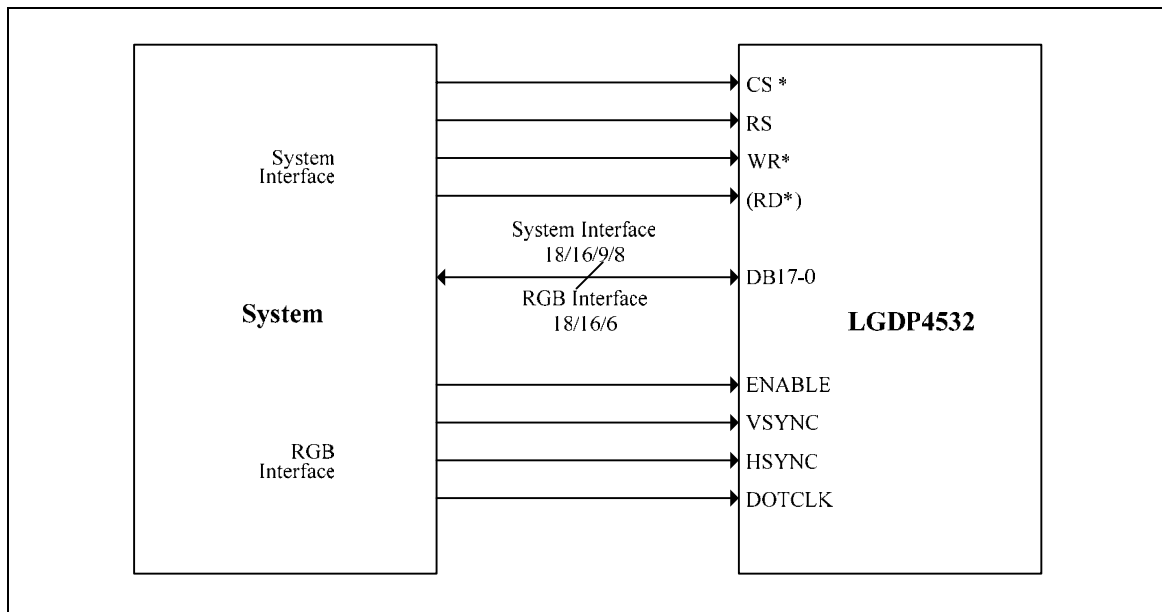 CS *
RS
WR*
(RD*)
System
Interface
System Interface
18/16/9/8
DB17-0
RGB Interface
18/16/6
System
LGDP4532
ENABLE
VSYNC
HSYNC
DOTCLK
RGB
Interface